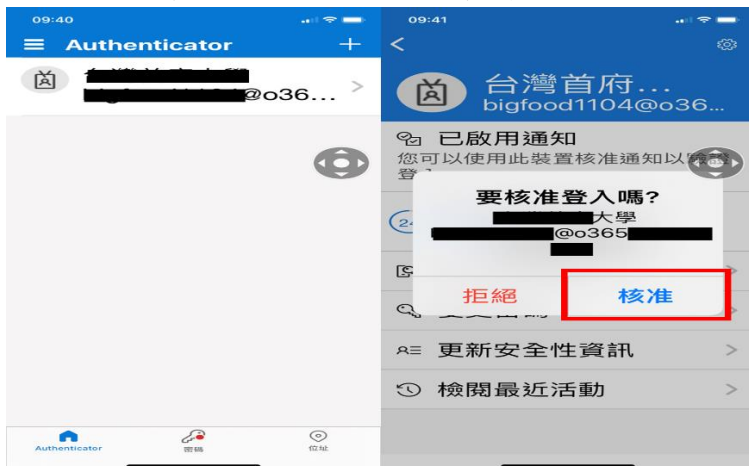 09:40
Authenticator
@o36...
Authenticator
密碼
位址
09:41
台灣首府...
bigfood1104@o36...
已啟用通知
您可以使用此裝置核准通知以
登
要核准登入嗎?
大學
@o365
24
拒絕
核准
更新安全性資訊
檢閱最近活動